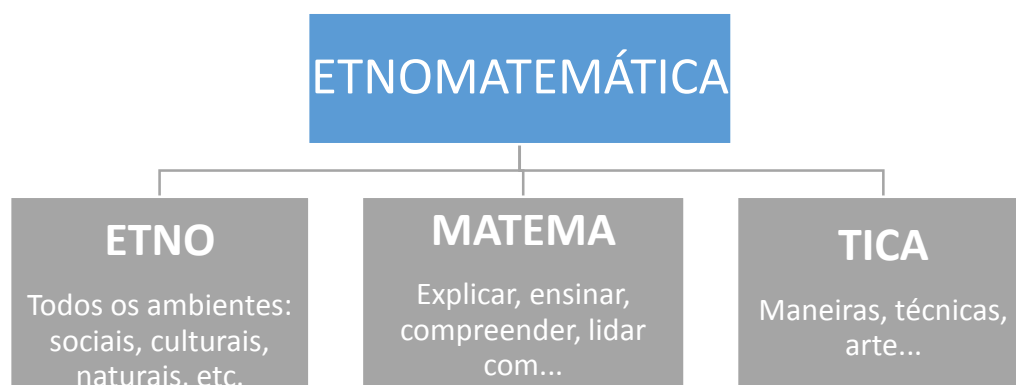 ETNOMATEMÁTICA
ETNO
Todos os ambientes:
sociais, culturais,
naturais, etc.
MATEMA
Explicar, ensinar,
compreender, lidar
com...
TICA
Maneiras, técnicas,
arte...